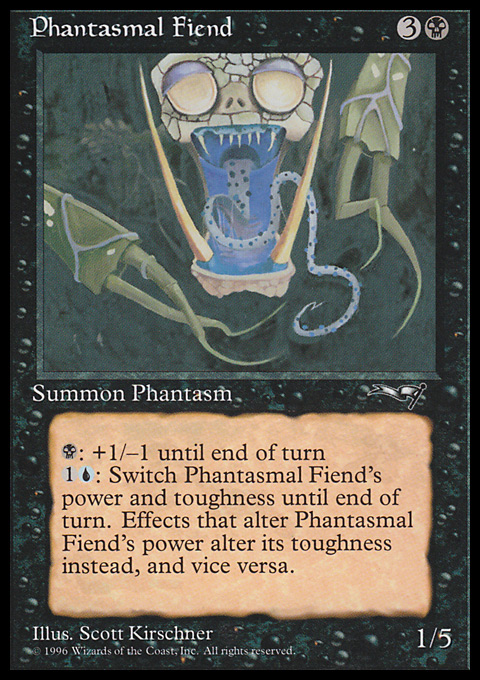 Phantasmal Fiend 3
Summon Phantasm
: +1/–1 until end of turn
1 : Switch Phantasmal Fiend's
power and toughness until end of
turn. Effects that alter Phantasmal
Fiend's power alter its toughness
instead, and vice versa.
Illus. Scott Kirschner
© 1996 Wizards of the Coast, Inc. All rights reserved.
1/5